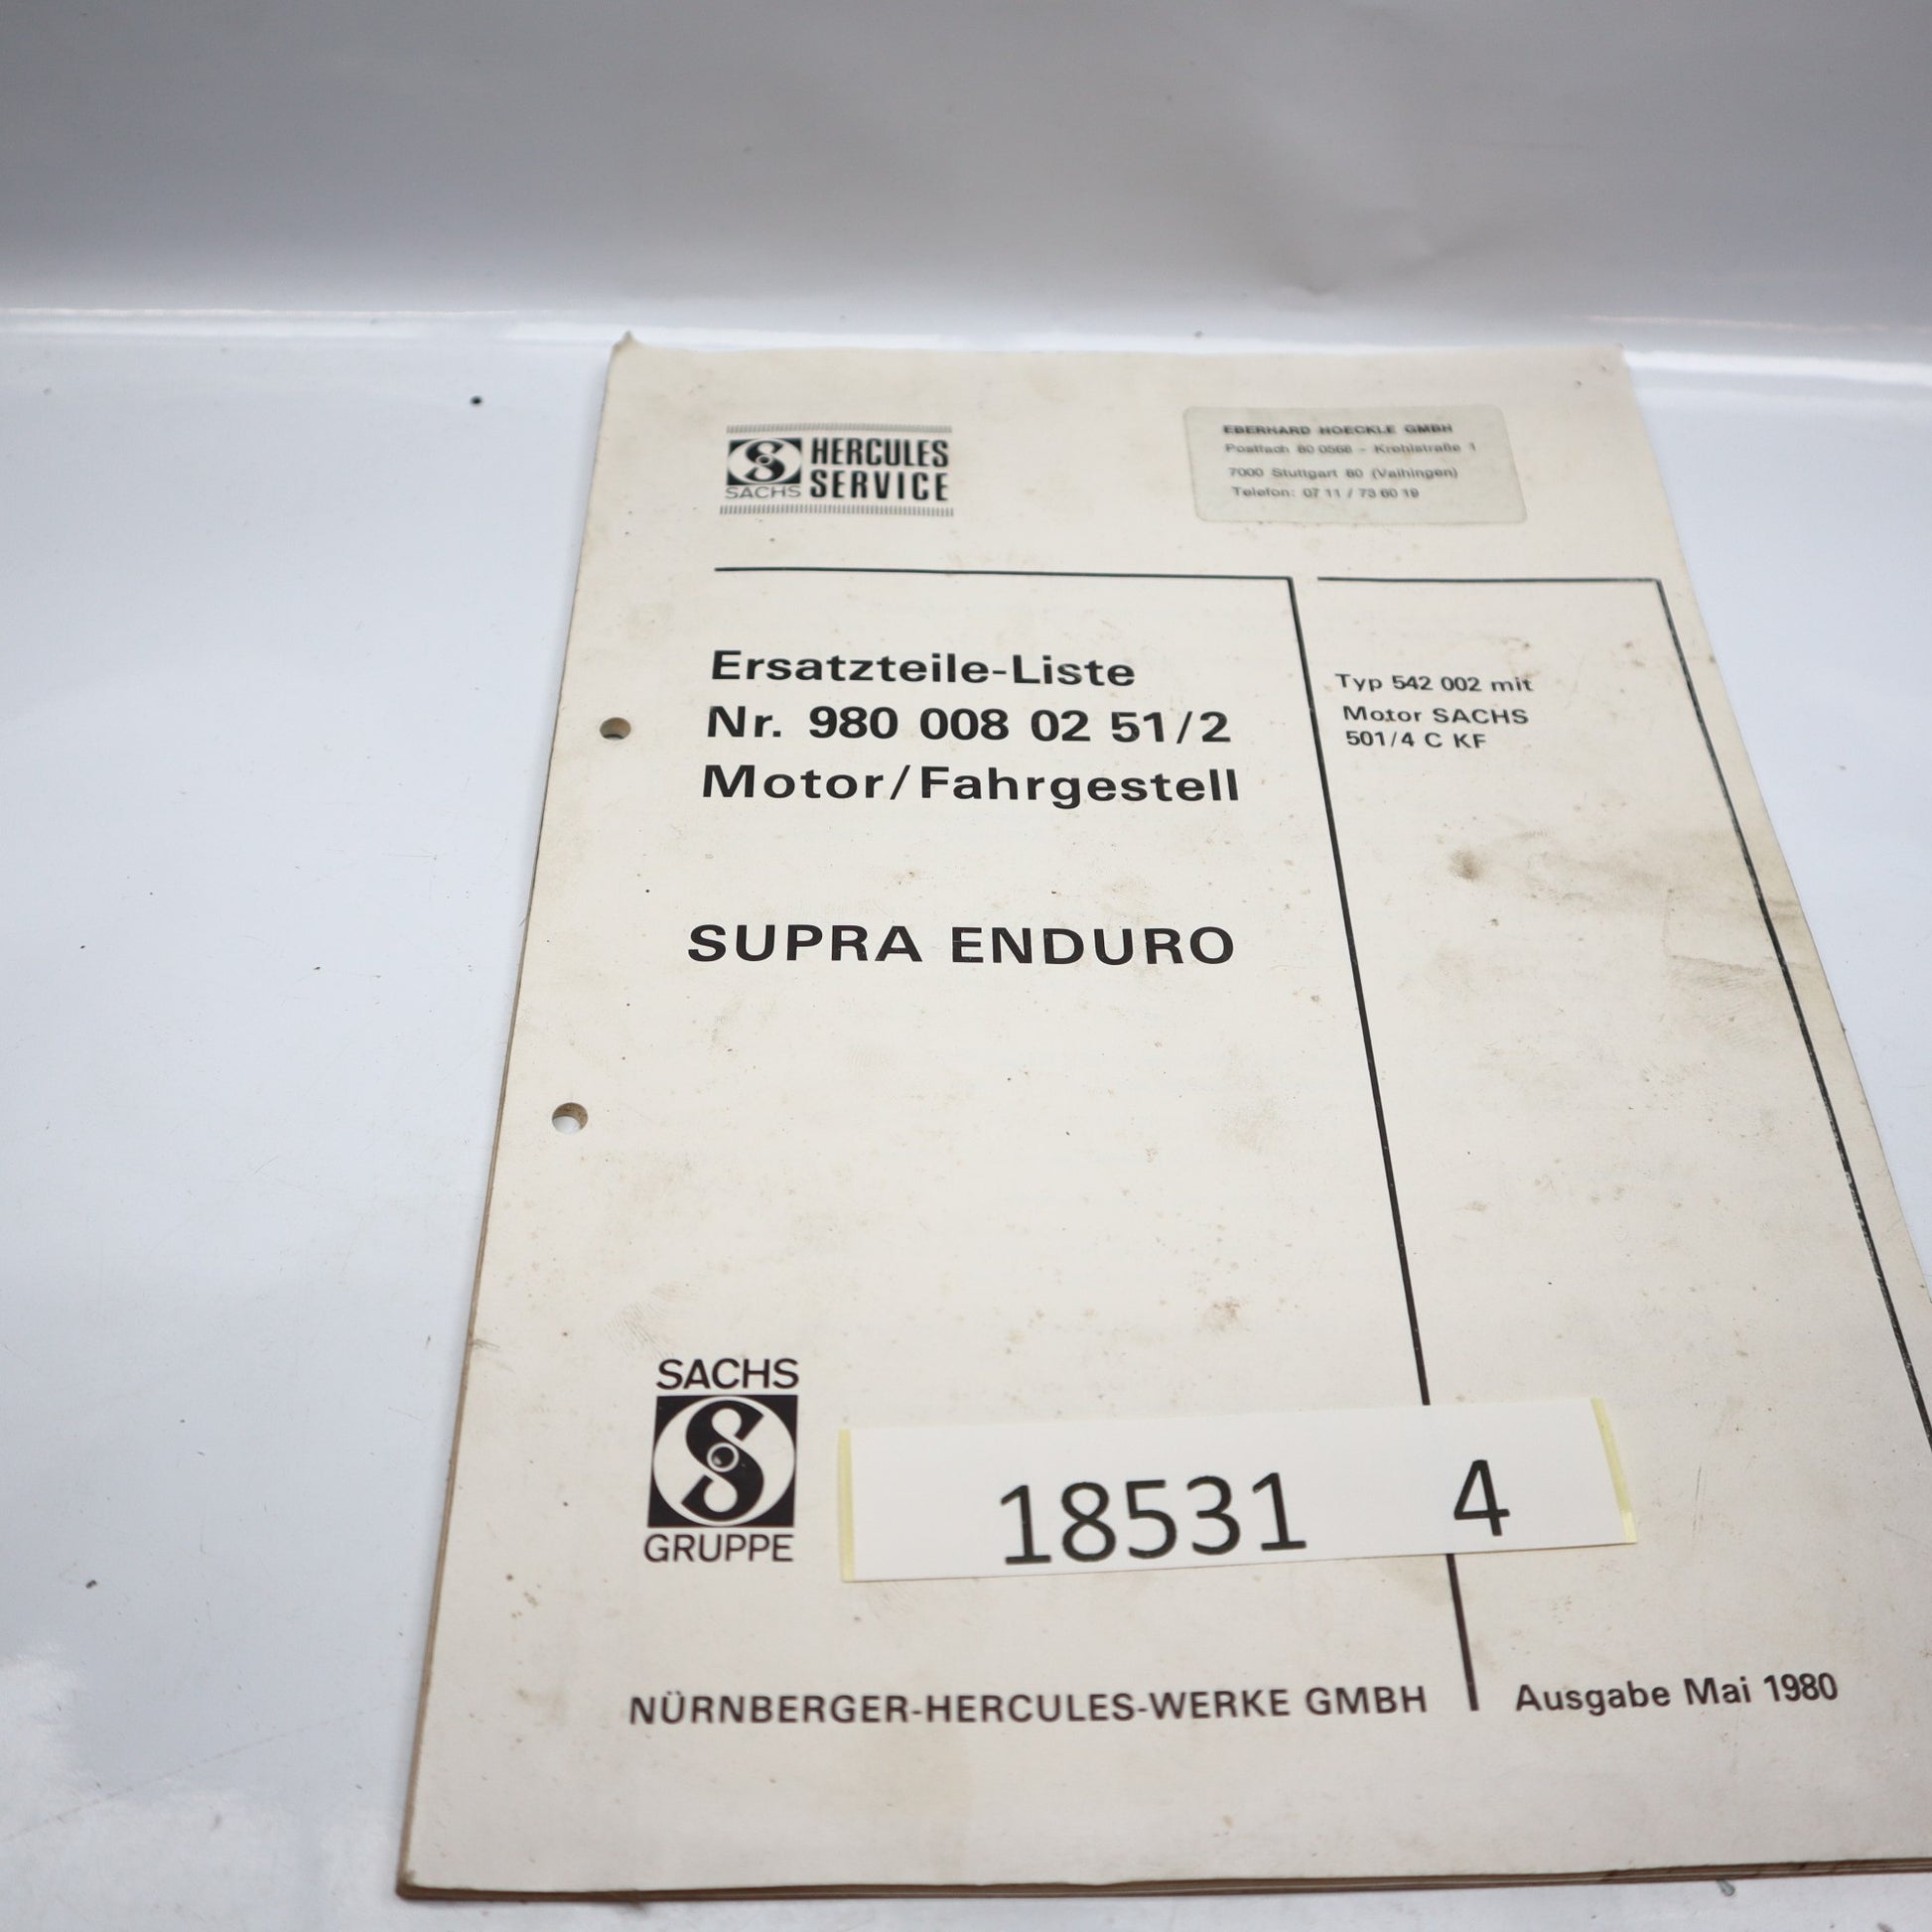 SACHS
HERCULES
SERVICE
EBERHARD HOECKLE GMBH
Postfach 80 0568 - Krehlstraße 1
7000 Stuttgart 80 (Vaihingen)
Telefon: 07 11 / 73 60 19
Ersatzteile-Liste
Nr. 980 008 02 51/2
Motor/Fahrgestell
Typ 542 002 mit
Motor SACHS
501/4 C KF
SUPRA ENDURO
SACHS
GRUPPE
18531 4
NÜRNBERGER-HERCULES-WERKE GMBH
Ausgabe Mai 1980